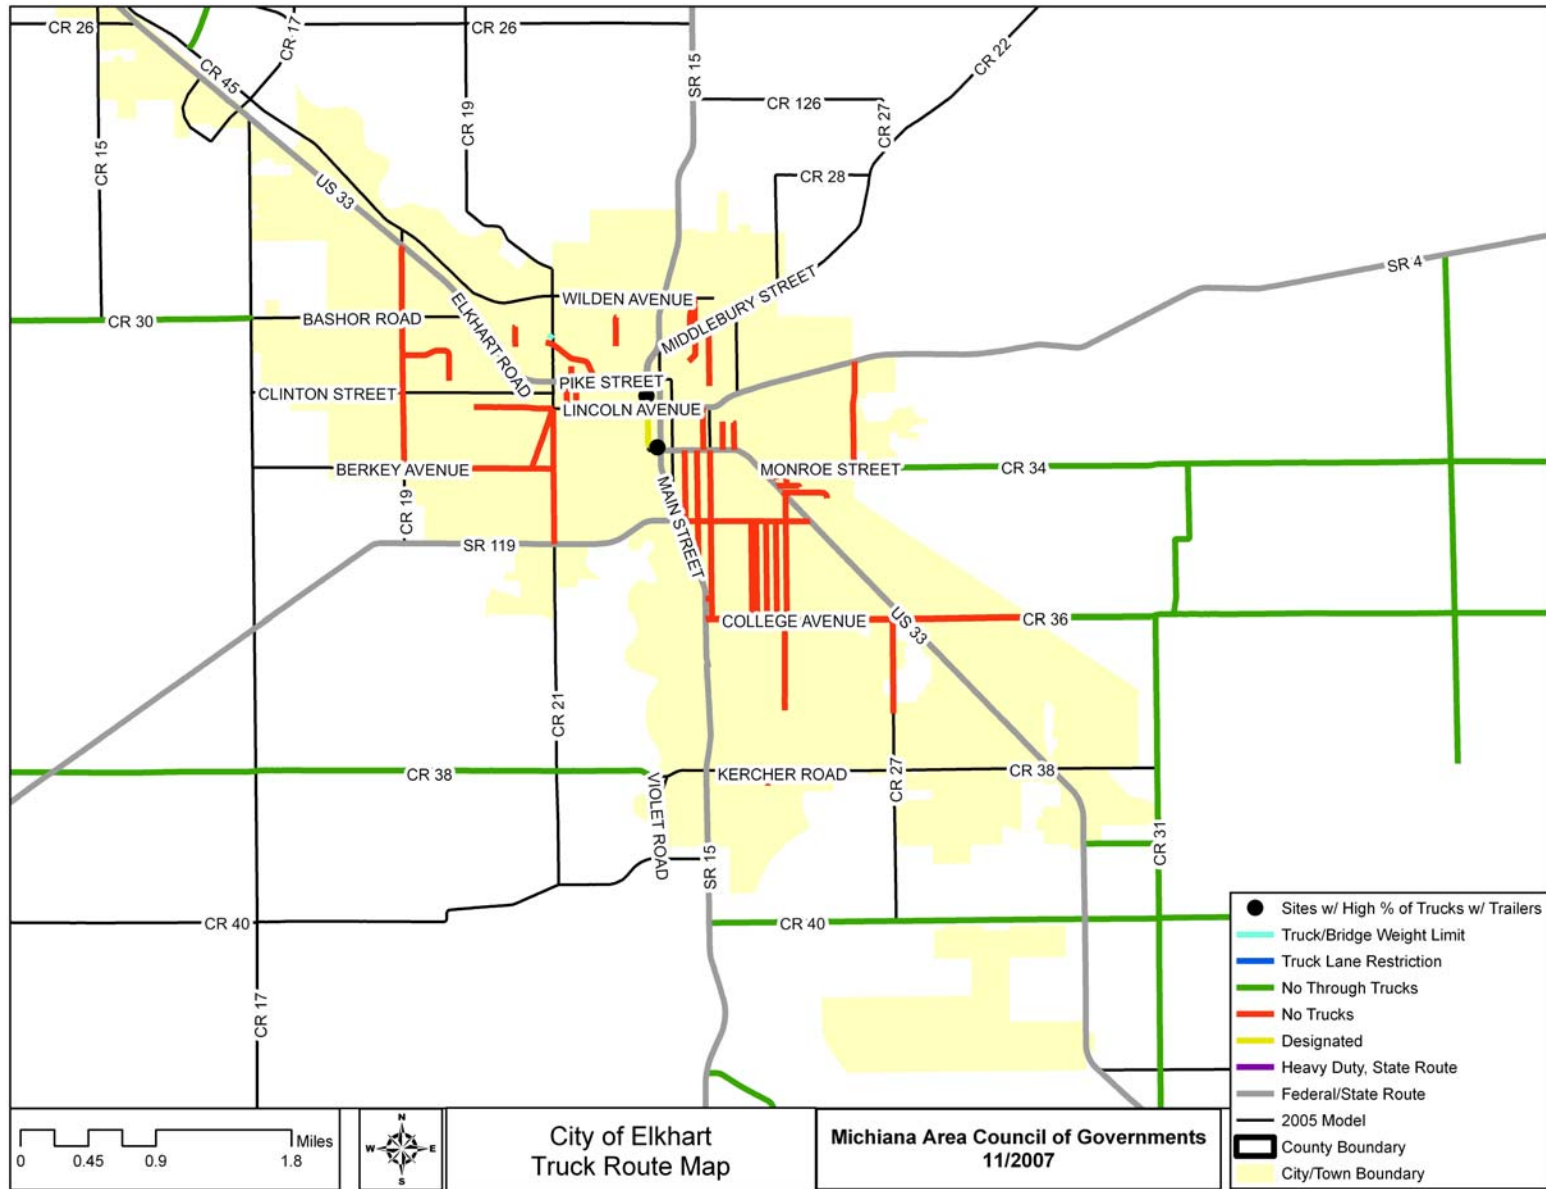 CR 26
CR 17
CR 26
SR 15
CR 22
CR 45
CR 126
CR 19
CR 27
CR 15
CR 28
US 33
SR 4
WILDEN AVENUE
MIDDLEBURY STREET
CR 30
BASHOR ROAD
ELKHART ROAD
PIKE STREET
CLINTON STREET
LINCOLN AVENUE
BERKEY AVENUE
MONROE STREET
CR 34
CR 19
MAIN STREET
SR 119
COLLEGE AVENUE
US 33
CR 36
CR 21
CR 38
VIOLET ROAD
KERCHER ROAD
CR 27
CR 38
CR 31
SR 15
CR 40
CR 40
CR 17
Sites w/ High % of Trucks w/ Trailers
Truck/Bridge Weight Limit
Truck Lane Restriction
No Through Trucks
No Trucks
Designated
Heavy Duty, State Route
Federal/State Route
2005 Model
County Boundary
City/Town Boundary
Miles
0 0.45 0.9 1.8
N
W E
S
City of Elkhart
Truck Route Map
Michiana Area Council of Governments
11/2007